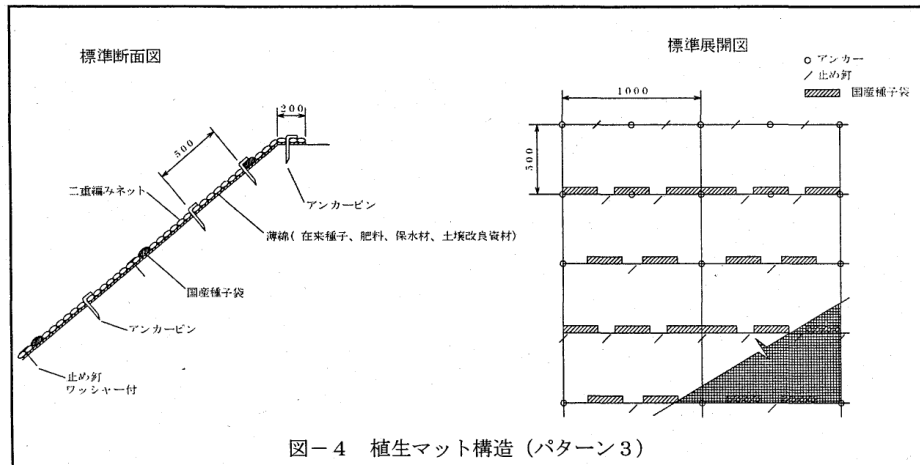 標準断面図
200
500
二重編みネット
アンカーピン
薄綿(在来種子、肥料、保水材、土壌改良資材)
国産種子袋
アンカーピン
止め釘
ワッシャー付
標準展開図
アンカー
止め釘
国産種子袋
1000
500
図-4 植生マット構造(パターン3)